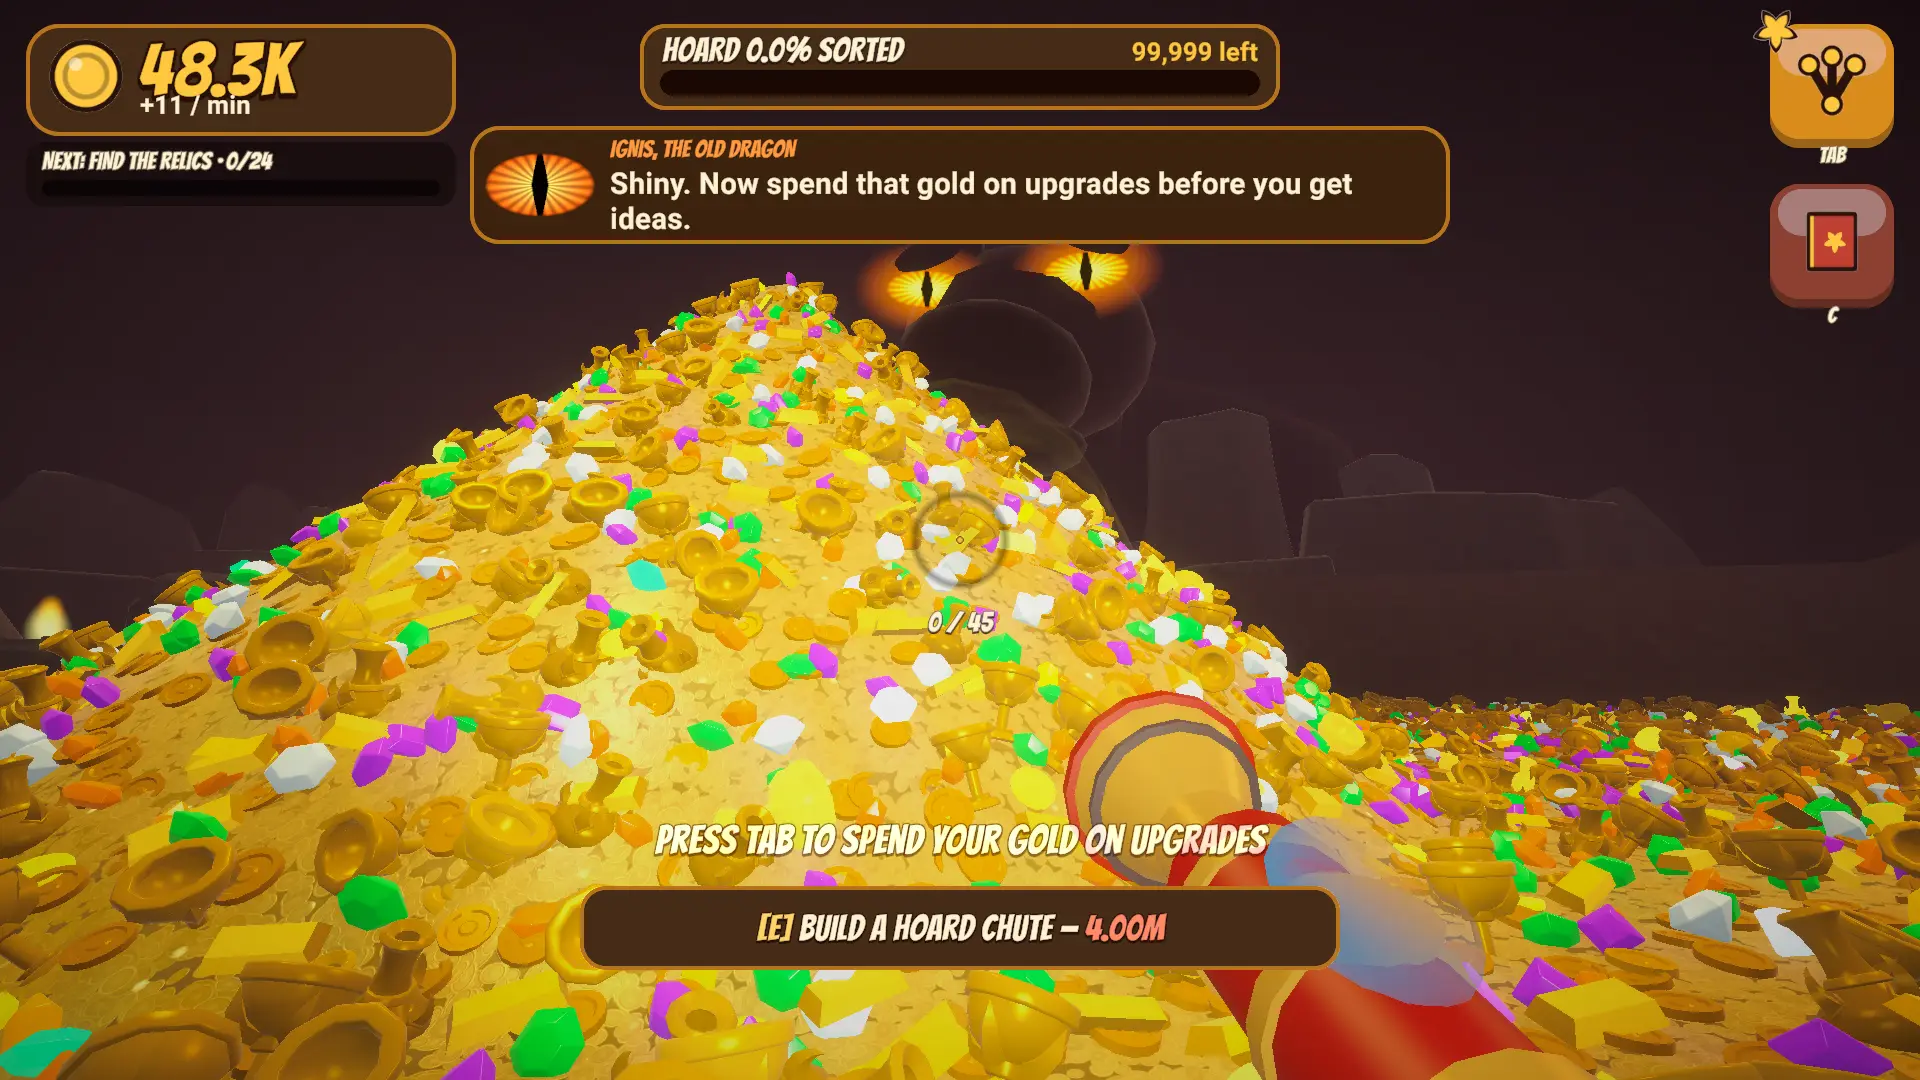 48.3K
+11 / min
NEXT: FIND THE RELICS • 0/24
HOARD 0.0% SORTED
99,999 left
IGNIS, THE OLD DRAGON
Shiny. Now spend that gold on upgrades before you get
ideas.
TAB
C
0 / 45
PRESS TAB TO SPEND YOUR GOLD ON UPGRADES
[E] BUILD A HOARD CHUTE – 4.00M